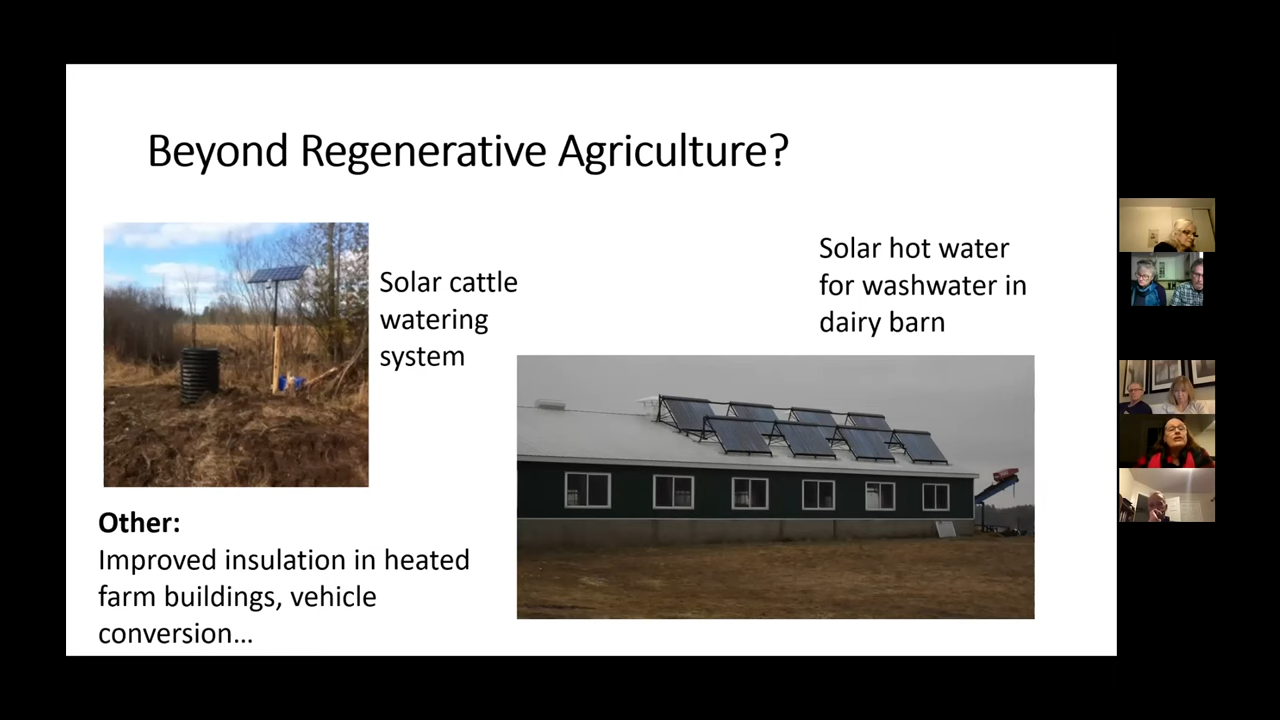 Beyond Regenerative Agriculture?
Solar cattle
watering
system
Solar hot water
for washwater in
dairy barn
Other:
Improved insulation in heated
farm buildings, vehicle
conversion...